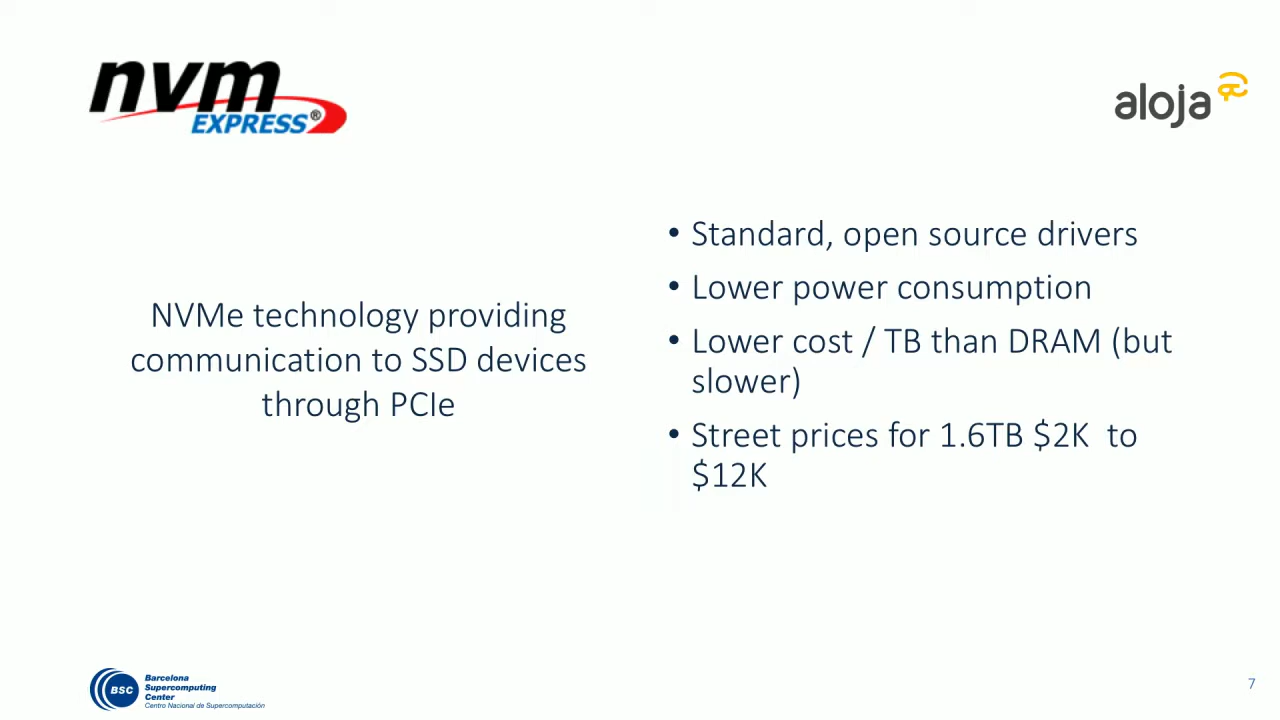 nvm
EXPRESS®
aloja
NVMe technology providing
communication to SSD devices
through PCIe
• Standard, open source drivers
• Lower power consumption
• Lower cost / TB than DRAM (but
slower)
• Street prices for 1.6TB $2K to
$12K
BSC
Barcelona
Supercomputing
Center
Centro Nacional de Supercomputación
7